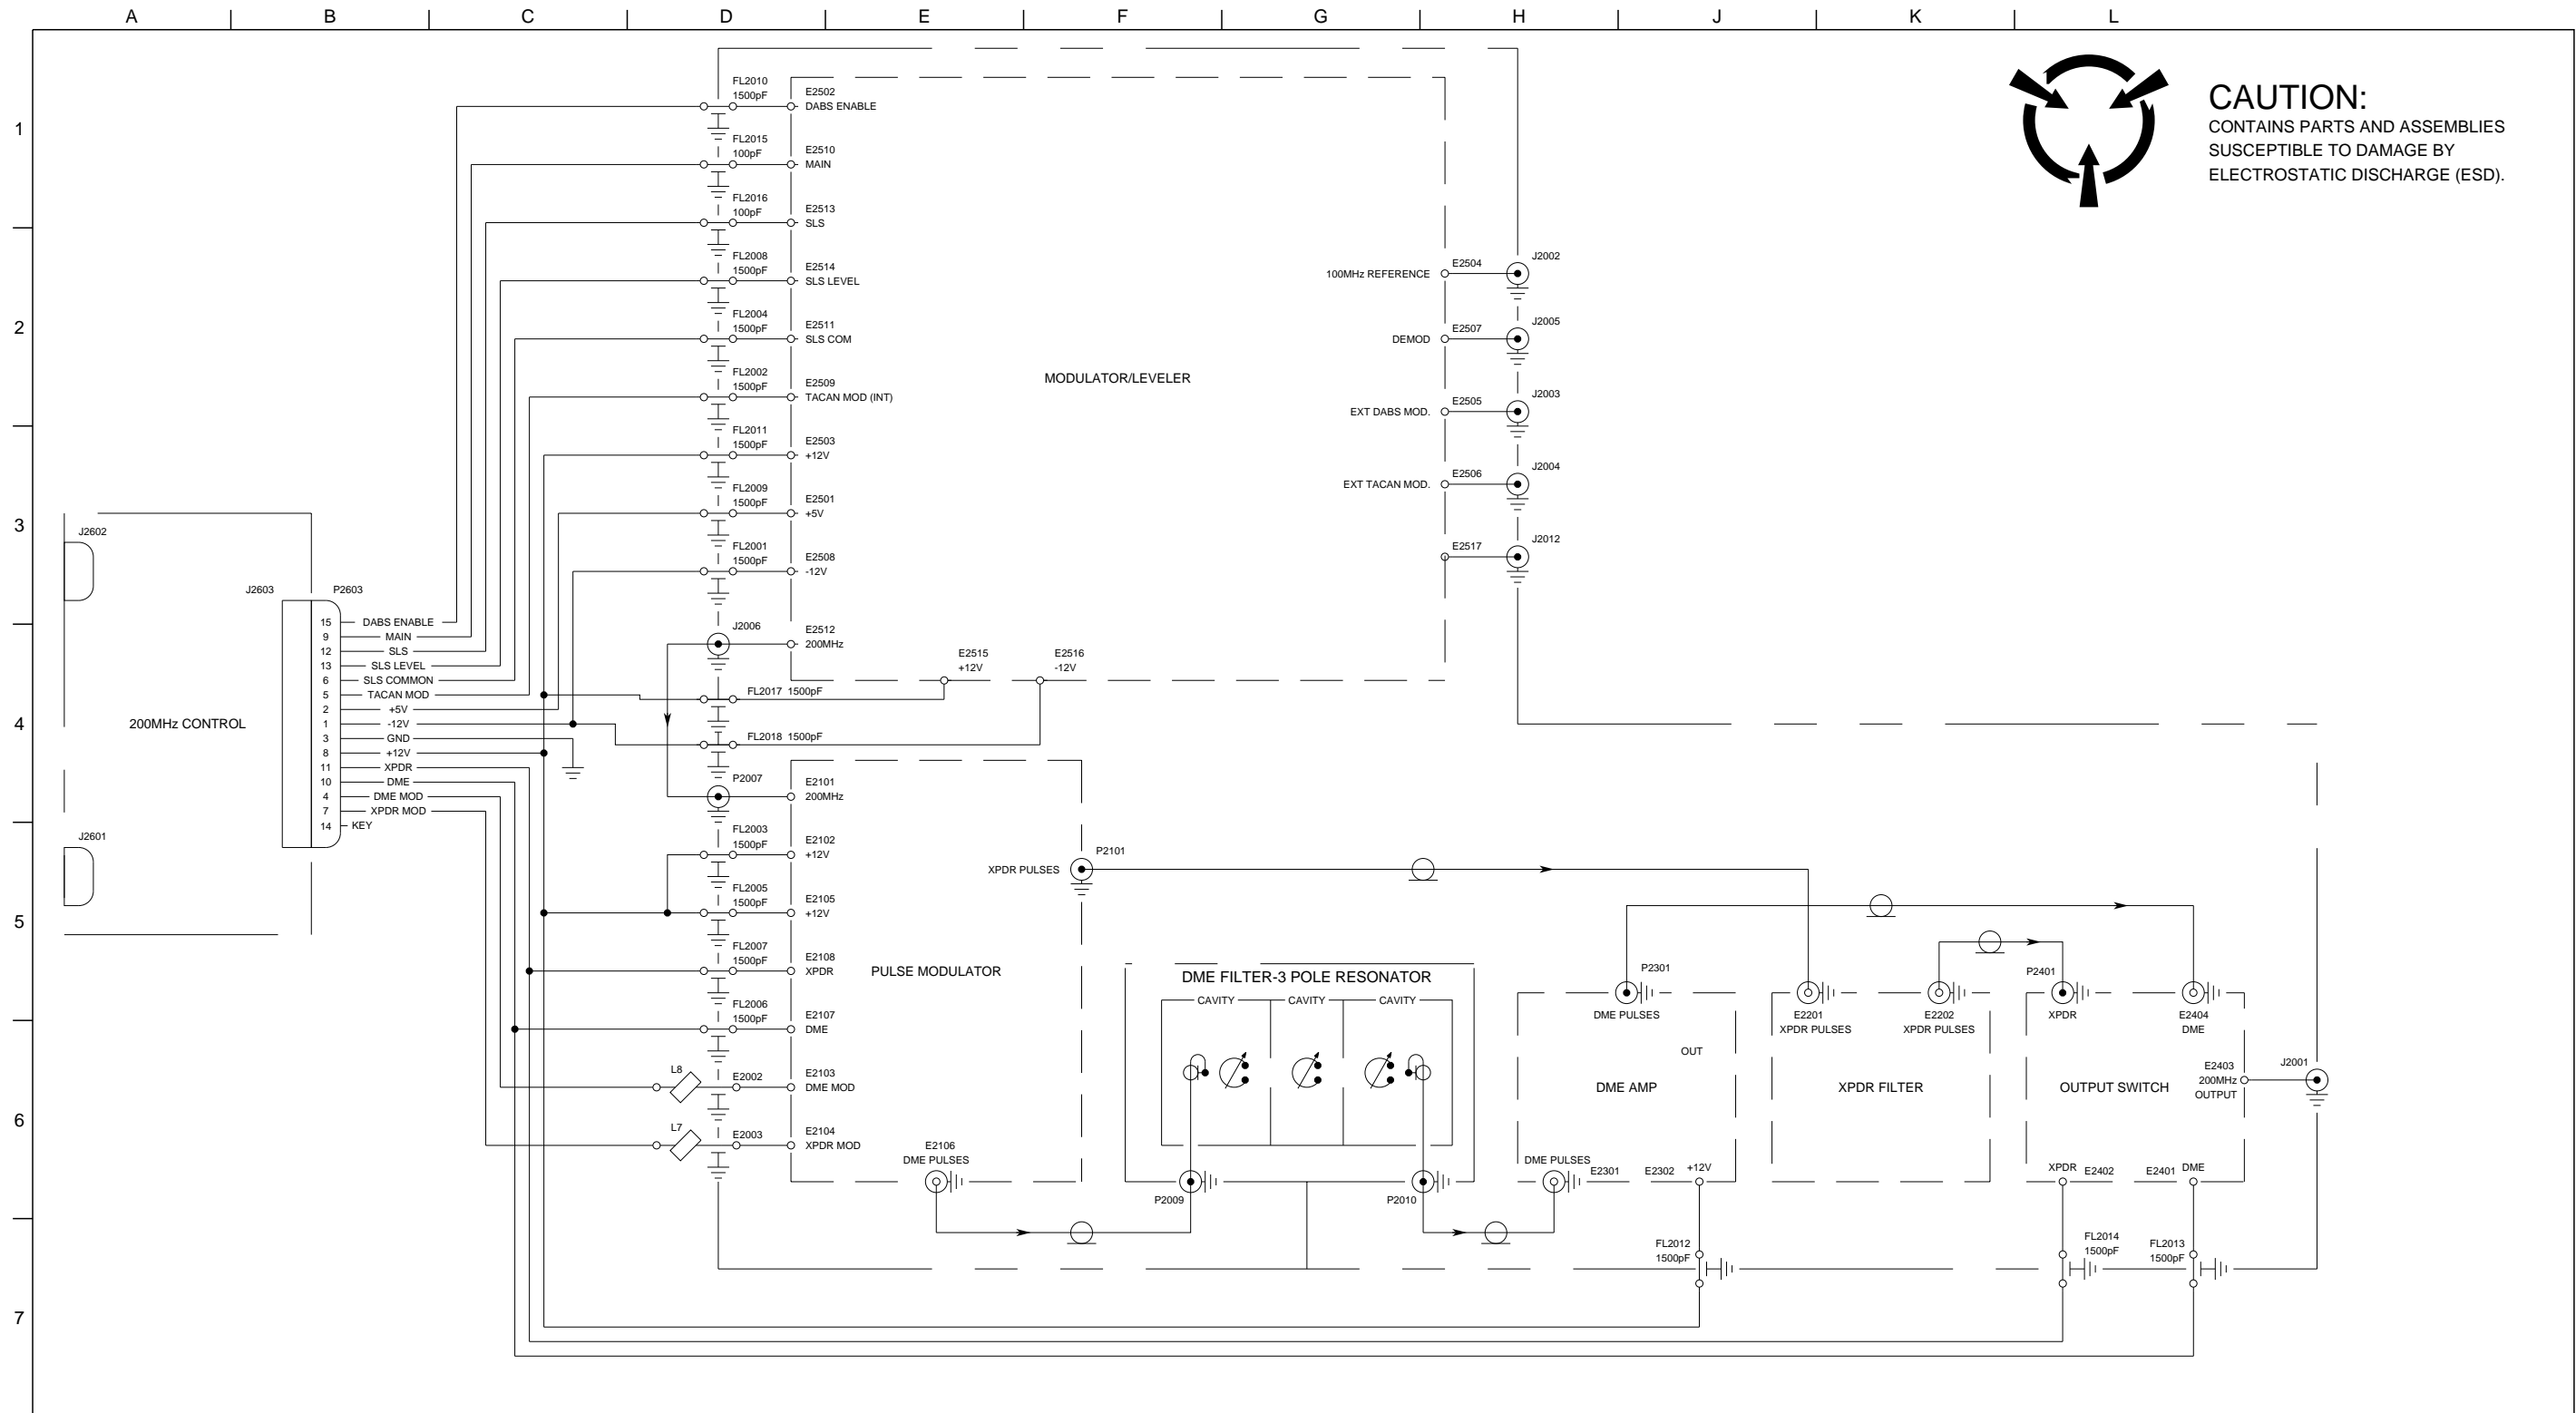 A B C D E F G H J K L
1
2
3
4
5
6
7
CAUTION:
CONTAINS PARTS AND ASSEMBLIES
SUSCEPTIBLE TO DAMAGE BY
ELECTROSTATIC DISCHARGE (ESD).
FL2010
1500pF
E2502
DABS ENABLE
FL2015
100pF
E2510
MAIN
FL2016
100pF
E2513
SLS
FL2008
1500pF
E2514
SLS LEVEL
FL2004
1500pF
E2511
SLS COM
FL2002
1500pF
E2509
TACAN MOD (INT)
FL2011
1500pF
E2503
+12V
FL2009
1500pF
E2501
+5V
FL2001
1500pF
E2508
-12V
J2006
E2512
200MHz
MODULATOR/LEVELER
100MHz REFERENCE
E2504
J2002
DEMOD
E2507
J2005
EXT DABS MOD.
E2505
J2003
EXT TACAN MOD.
E2506
J2004
E2517
J2012
E2515
+12V
E2516
-12V
FL2017 1500pF
FL2018 1500pF
J2602
J2603
P2603
15 DABS ENABLE
9 MAIN
12 SLS
13 SLS LEVEL
6 SLS COMMON
5 TACAN MOD
2 +5V
1 -12V
3 GND
8 +12V
11 XPDR
10 DME
4 DME MOD
7 XPDR MOD
14 KEY
200MHz CONTROL
J2601
P2007
E2101
200MHz
FL2003
1500pF
E2102
+12V
FL2005
1500pF
E2105
+12V
FL2007
1500pF
E2108
XPDR
FL2006
1500pF
E2107
DME
L8
E2002
E2103
DME MOD
L7
E2003
E2104
XPDR MOD
PULSE MODULATOR
XPDR PULSES
P2101
E2106
DME PULSES
DME FILTER-3 POLE RESONATOR
CAVITY CAVITY CAVITY
P2009
P2010
P2301
DME PULSES
OUT
DME AMP
DME PULSES
E2301
E2302
+12V
E2201
XPDR PULSES
E2202
XPDR PULSES
XPDR FILTER
P2401
XPDR
E2404
DME
OUTPUT SWITCH
E2403
200MHz
OUTPUT
J2001
XPDR
E2402
E2401
DME
FL2012
1500pF
FL2014
1500pF
FL2013
1500pF